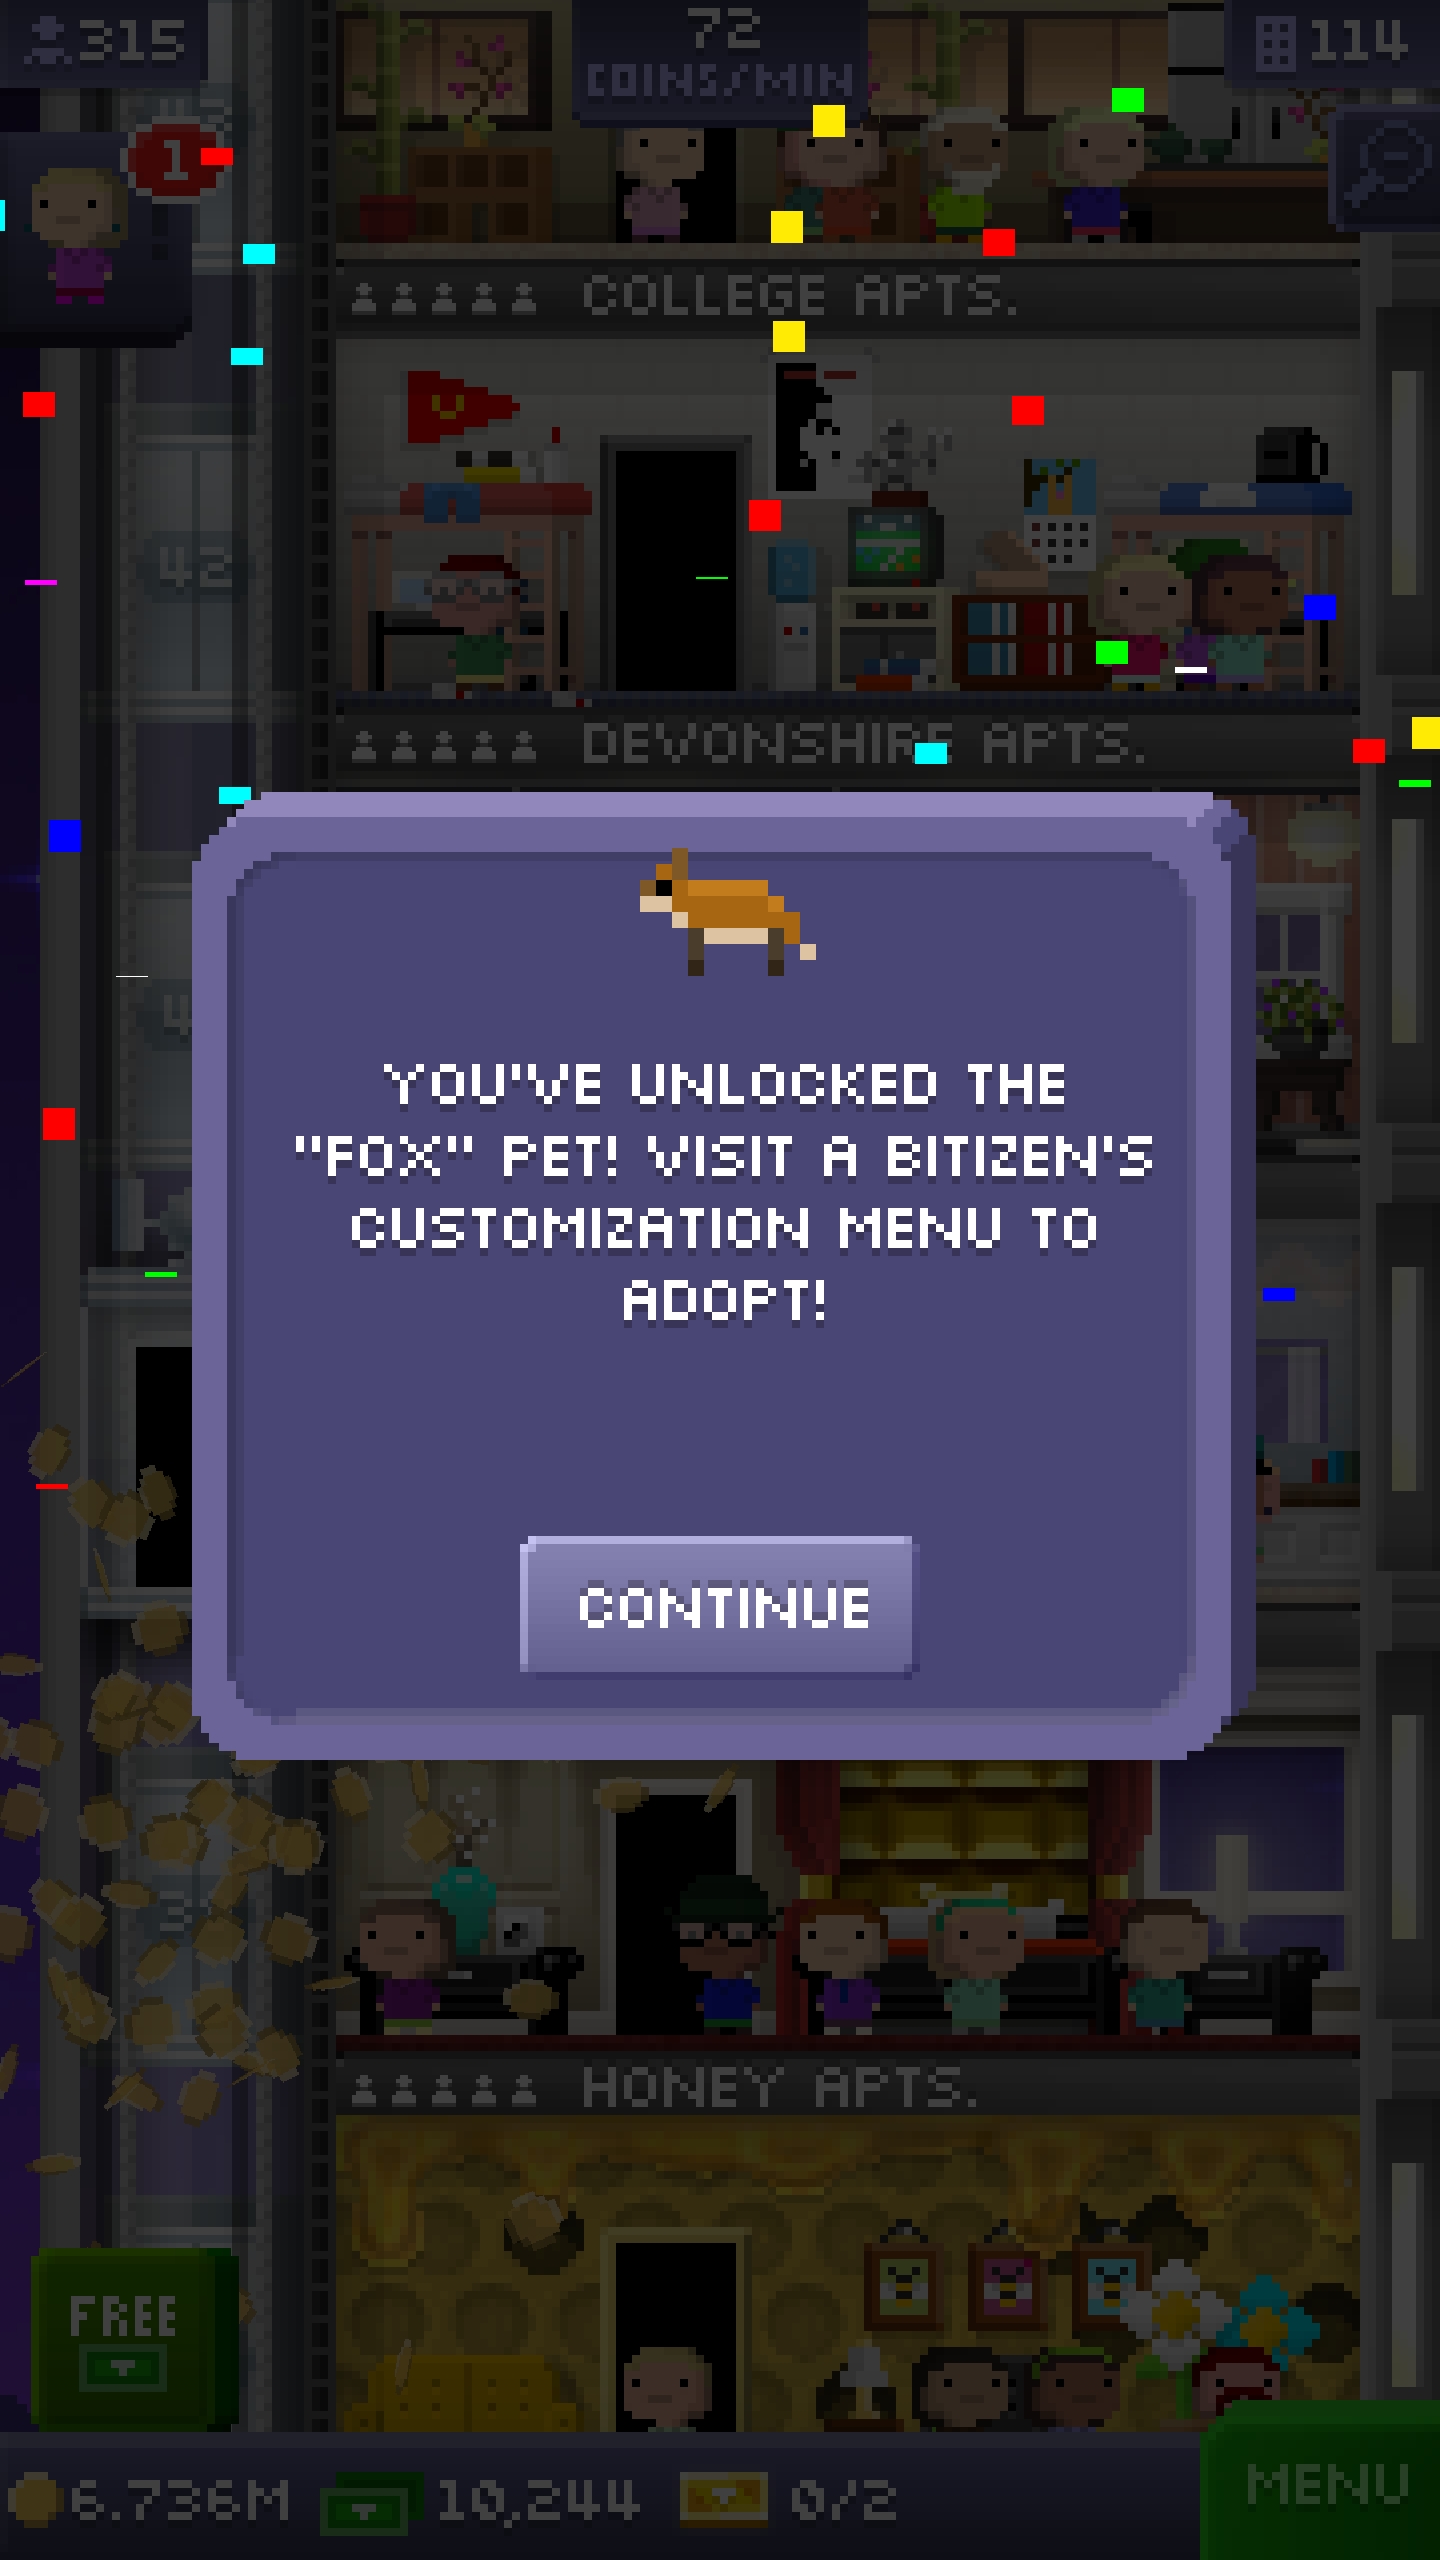 315
72
COINS/MIN
114
1
COLLEGE APTS.
42
DEVONSHIRE APTS.
YOU'VE UNLOCKED THE
"FOX" PET! VISIT A BITIZEN'S
CUSTOMIZATION MENU TO
ADOPT!
CONTINUE
HONEY APTS.
FREE
6.736M
10,244
0/2
MENU